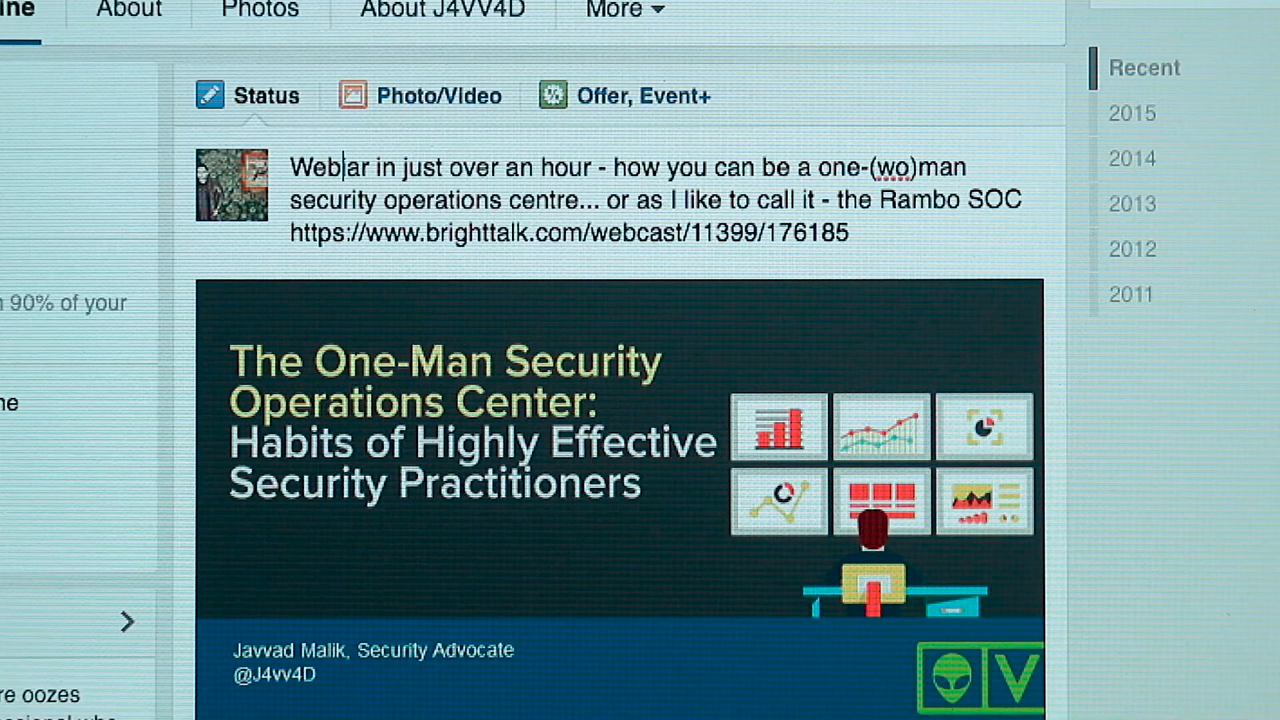 ine About Photos About J4VV4D More
Recent
Status Photo/Video Offer, Event+
2015
2014
2013
2012
2011
Web|ar in just over an hour - how you can be a one-(wo)man
security operations centre... or as I like to call it - the Rambo SOC
https://www.brighttalk.com/webcast/11399/176185
n 90% of your
ne
The One-Man Security
Operations Center:
Habits of Highly Effective
Security Practitioners
Javvad Malik, Security Advocate
@J4vv4D
V
re oozes